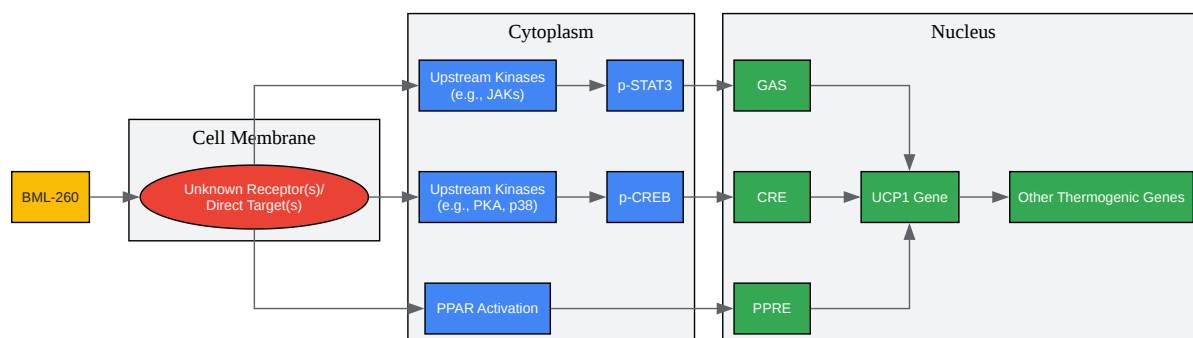 Cytoplasm
Nucleus
Upstream Kinases
(e.g., JAKs)
p-STAT3
GAS
Cell Membrane
BML-260
Unknown Receptor(s)/
Direct Target(s)
Upstream Kinases
(e.g., PKA, p38)
p-CREB
CRE
UCP1 Gene
Other Thermogenic Genes
PPAR Activation
PPRE